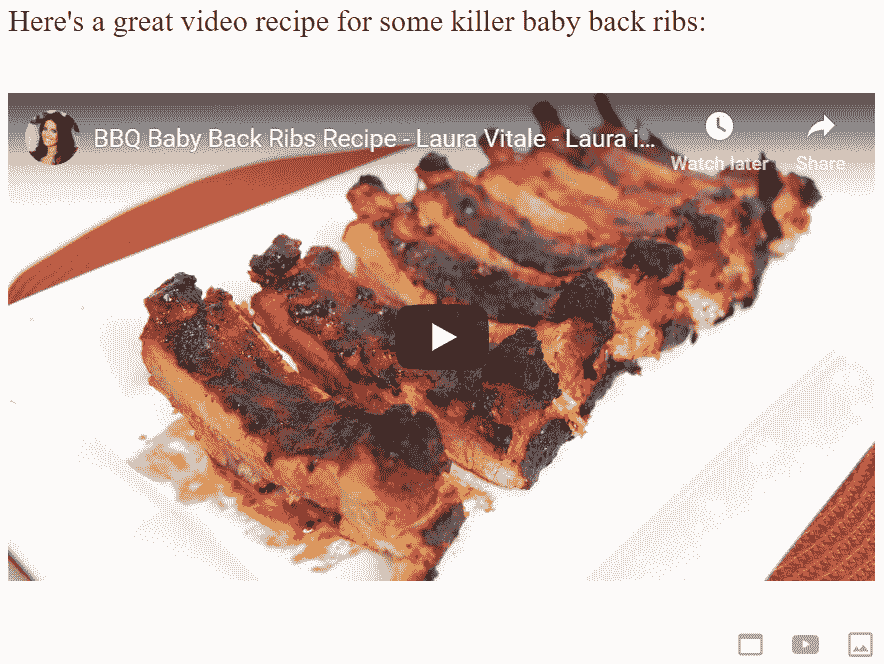 Here's a great video recipe for some killer baby back ribs:
BBQ Baby Back Ribs Recipe - Laura Vitale - Laura i...
Watch later
Share